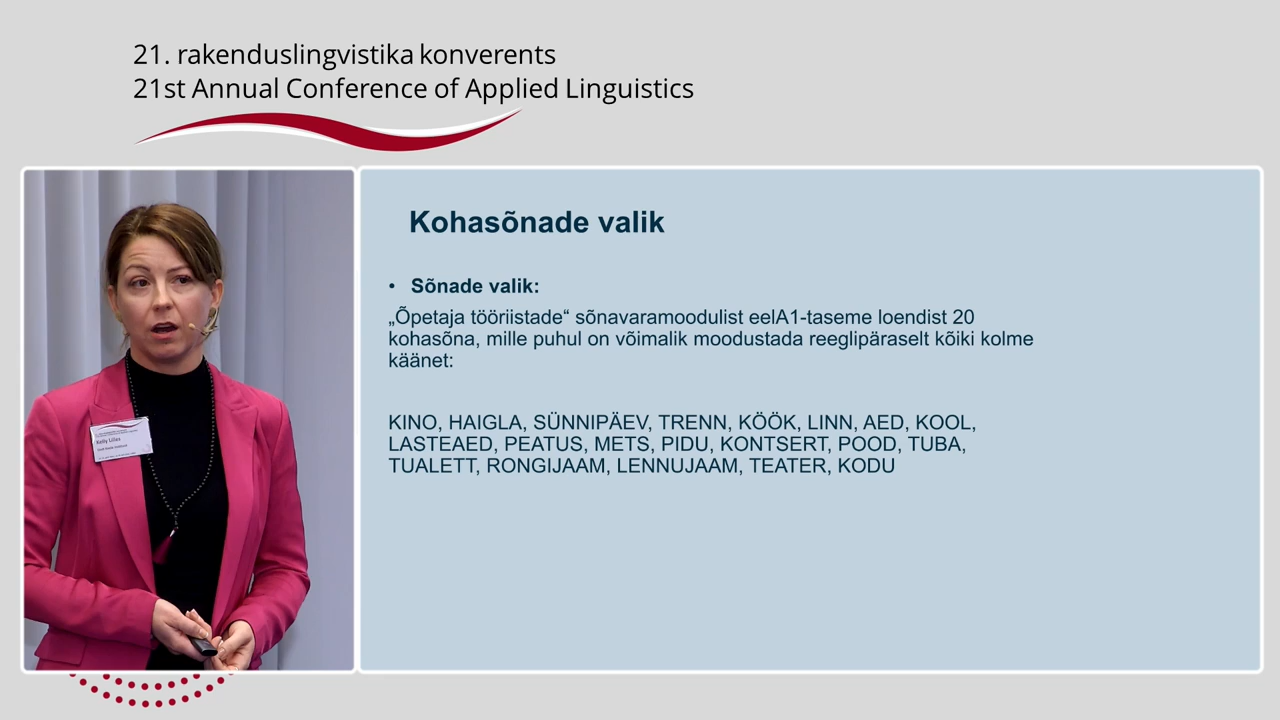 21. rakenduslingvistika konverents
21st Annual Conference of Applied Linguistics
Kohasõnade valik
• Sõnade valik:
„Õpetaja tööriistade“ sõnavaramoodulist eelA1-taseme loendist 20
kohasõna, mille puhul on võimalik moodustada reeglipäraselt kõiki kolme
käänet:
KINO, HAIGLA, SÜNNIPÄEV, TRENN, KÖÖK, LINN, AED, KOOL,
LASTEAED, PEATUS, METS, PIDU, KONTSERT, POOD, TUBA,
TUALETT, RONGIJAAM, LENNUJAAM, TEATER, KODU
Kelly Lilles